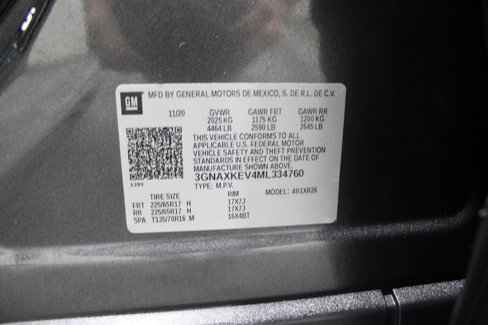 GM
MFD BY GENERAL MOTORS DE MEXICO, S. DE R.L. DE C.V.
11/20 GVWR GAWR FRT GAWR RR
2025 KG 1175 KG 1200 KG
4464 LB 2590 LB 2645 LB
THIS VEHICLE CONFORMS TO ALL
APPLICABLE U.S. FEDERAL MOTOR
VEHICLE SAFETY AND THEFT PREVENTION
STANDARDS IN EFFECT ON THE DATE OF
MANUFACTURE SHOWN ABOVE.
3GNAXKEV4ML334760
TYPE: M.P.V. MODEL: 401XR26
TIRE SIZE RIM
FRT 225/65R17 H 17X7J
RR 225/65R17 H 17X7J
SPA T135/70R16 M 16X4BT